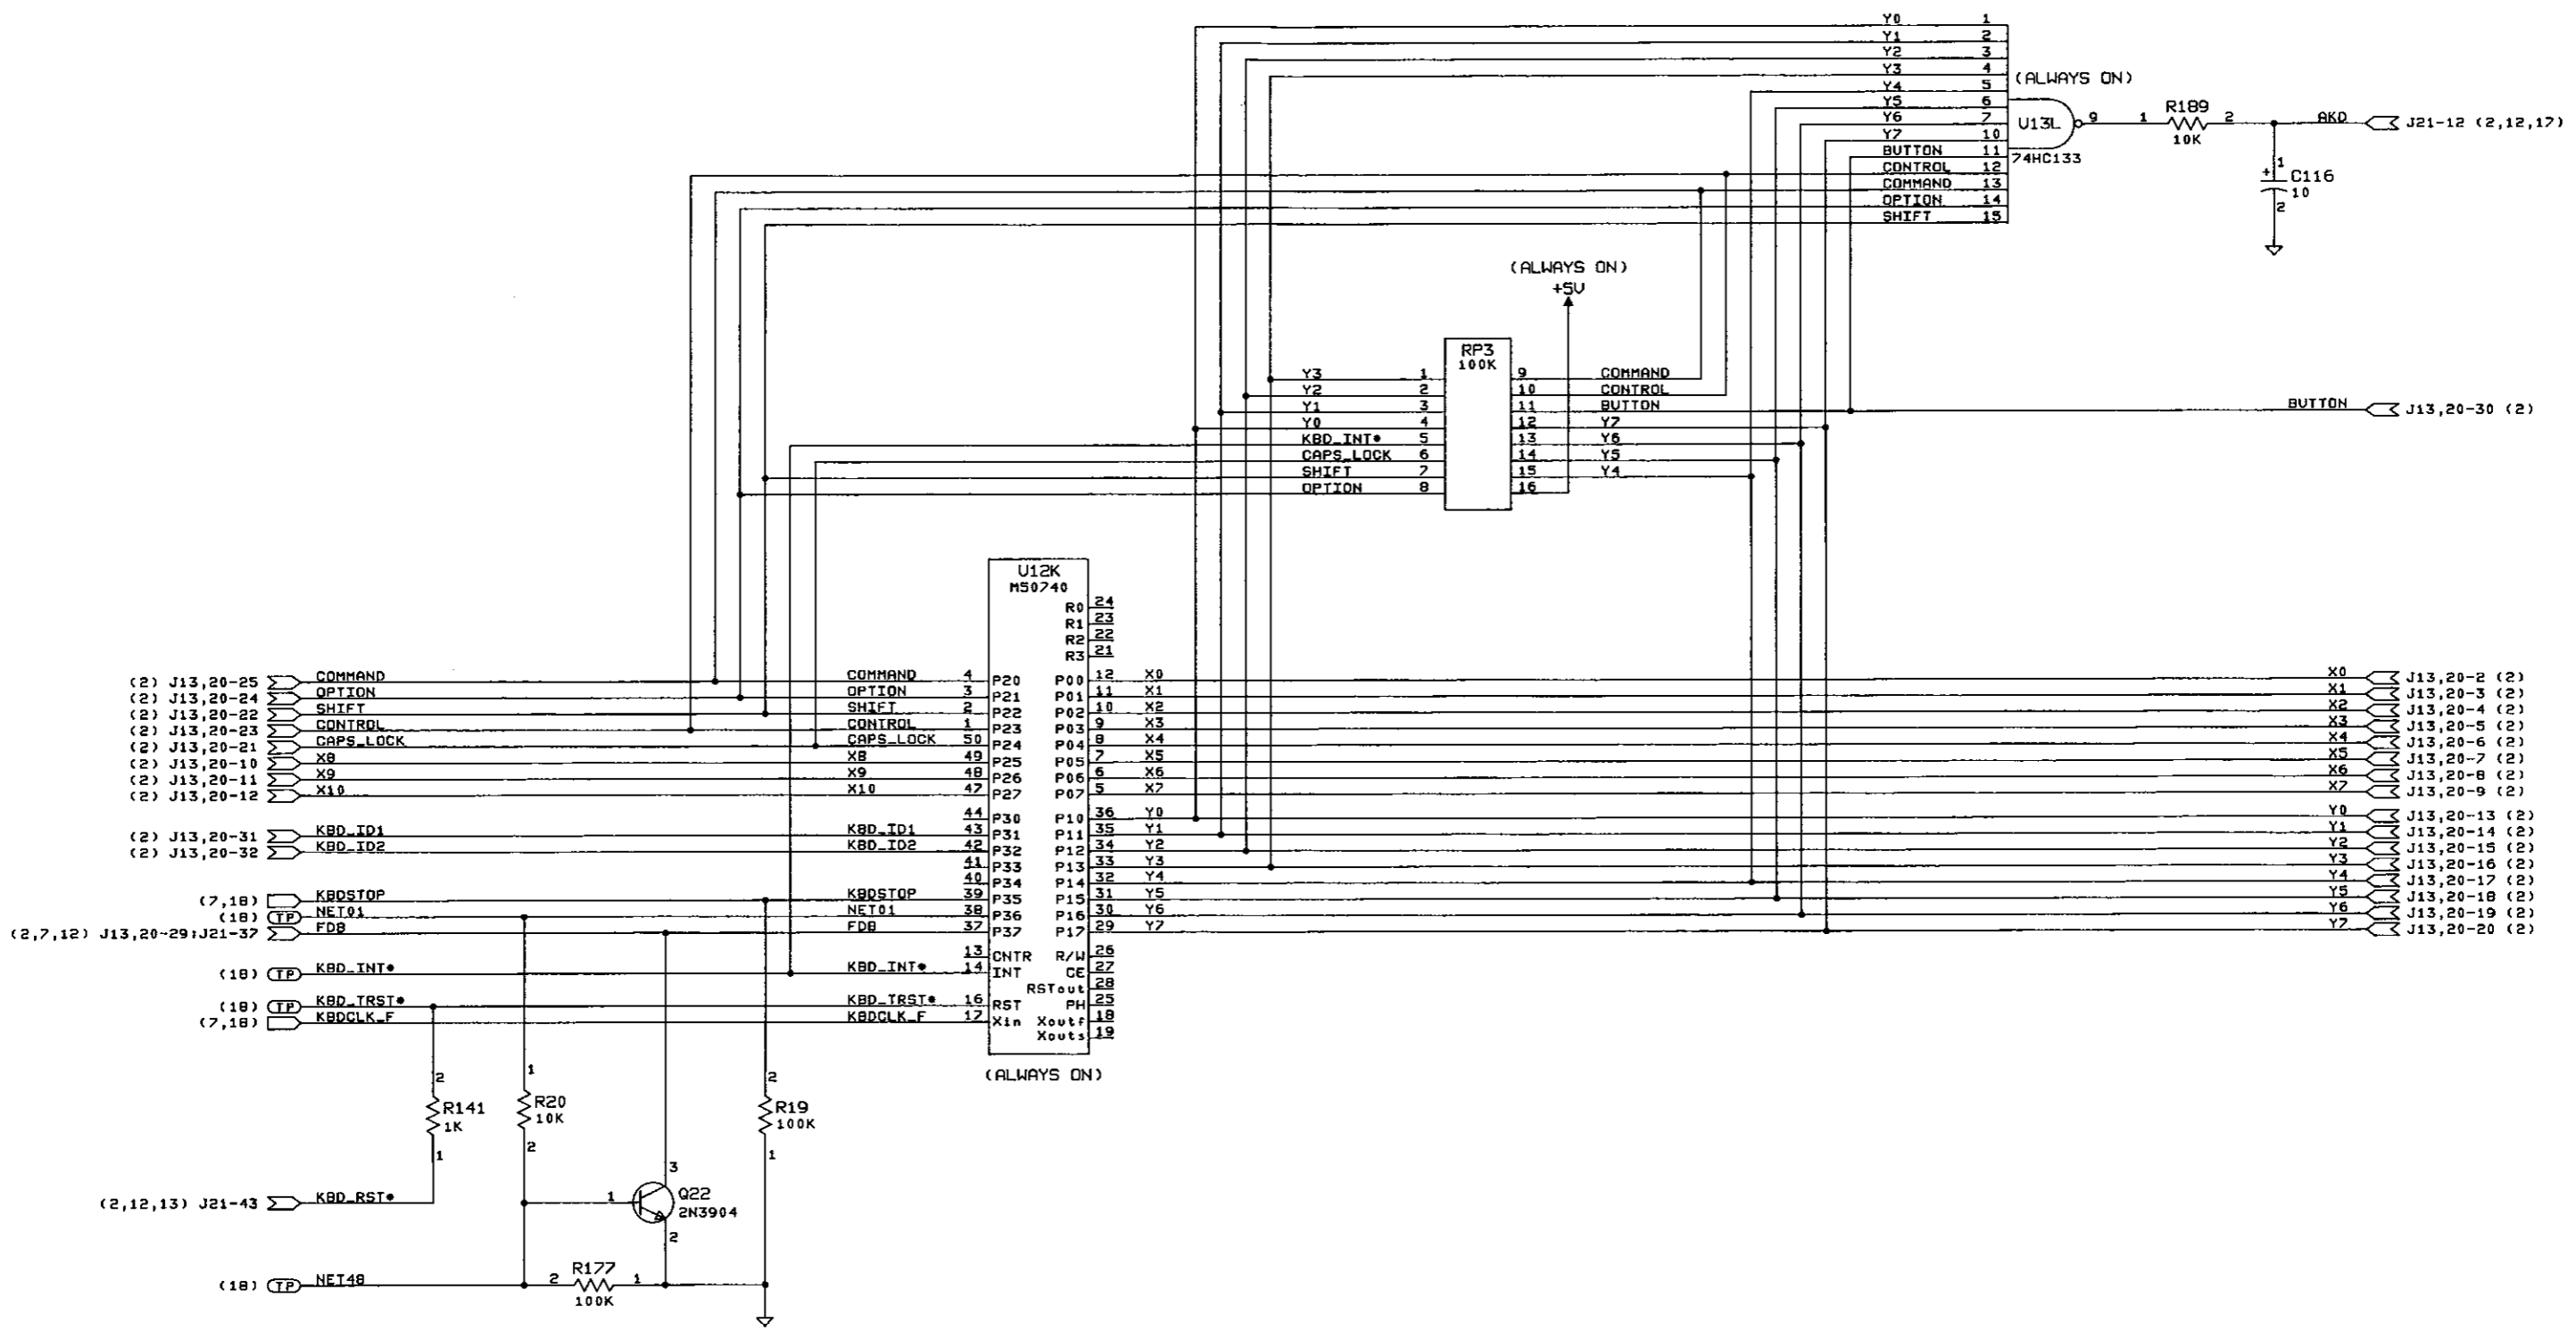 Y0 1
Y1 2
Y2 3
Y3 4
Y4 5
Y5 6
Y6 7
Y7 10
BUTTON 11
CONTROL 12
COMMAND 13
OPTION 14
SHIFT 15
(ALWAYS ON)
U13L
74HC133
9
1 R189 2
10K
AKD J21-12 (2,12,17)
1
+ C116
10
2
(ALWAYS ON)
+5V
RP3
100K
Y3 1
Y2 2
Y1 3
Y0 4
KBD_INT* 5
CAPS_LOCK 6
SHIFT 7
OPTION 8
9 COMMAND
10 CONTROL
11 BUTTON
12 Y7
13 Y6
14 Y5
15 Y4
16
BUTTON J13,20-30 (2)
U12K
M50740
R0 24
R1 23
R2 22
R3 21
(2) J13,20-25 COMMAND COMMAND 4 P20 P00 12 X0 X0 J13,20-2 (2)
(2) J13,20-24 OPTION OPTION 3 P21 P01 11 X1 X1 J13,20-3 (2)
(2) J13,20-22 SHIFT SHIFT 2 P22 P02 10 X2 X2 J13,20-4 (2)
(2) J13,20-23 CONTROL CONTROL 1 P23 P03 9 X3 X3 J13,20-5 (2)
(2) J13,20-21 CAPS_LOCK CAPS_LOCK 50 P24 P04 8 X4 X4 J13,20-6 (2)
(2) J13,20-10 X8 X8 49 P25 P05 7 X5 X5 J13,20-7 (2)
(2) J13,20-11 X9 X9 48 P26 P06 6 X6 X6 J13,20-8 (2)
(2) J13,20-12 X10 X10 47 P27 P07 5 X7 X7 J13,20-9 (2)
44 P30 P10 36 Y0 Y0 J13,20-13 (2)
(2) J13,20-31 KBD_ID1 KBD_ID1 43 P31 P11 35 Y1 Y1 J13,20-14 (2)
(2) J13,20-32 KBD_ID2 KBD_ID2 42 P32 P12 34 Y2 Y2 J13,20-15 (2)
41 P33 P13 33 Y3 Y3 J13,20-16 (2)
40 P34 P14 32 Y4 Y4 J13,20-17 (2)
(7,18) KBDSTOP KBDSTOP 39 P35 P15 31 Y5 Y5 J13,20-18 (2)
(18) TP NET01 NET01 38 P36 P16 30 Y6 Y6 J13,20-19 (2)
(2,7,12) J13,20-29;J21-37 FDB FDB 37 P37 P17 29 Y7 Y7 J13,20-20 (2)
13 CNTR R/W 26
(18) TP KBD_INT* KBD_INT* 14 INT CE 27
RSTout 28
(18) TP KBD_TRST* KBD_TRST* 16 RST PH 25
(7,18) KBDCLK_F KBDCLK_F 17 Xin Xoutf 18
Xouts 19
(ALWAYS ON)
2
R141
1K
1
1
R20
10K
2
2
R19
100K
1
(2,12,13) J21-43 KBD_RST*
3
1 Q22
2N3904
2
(18) TP NET48
2 R177 1
100K